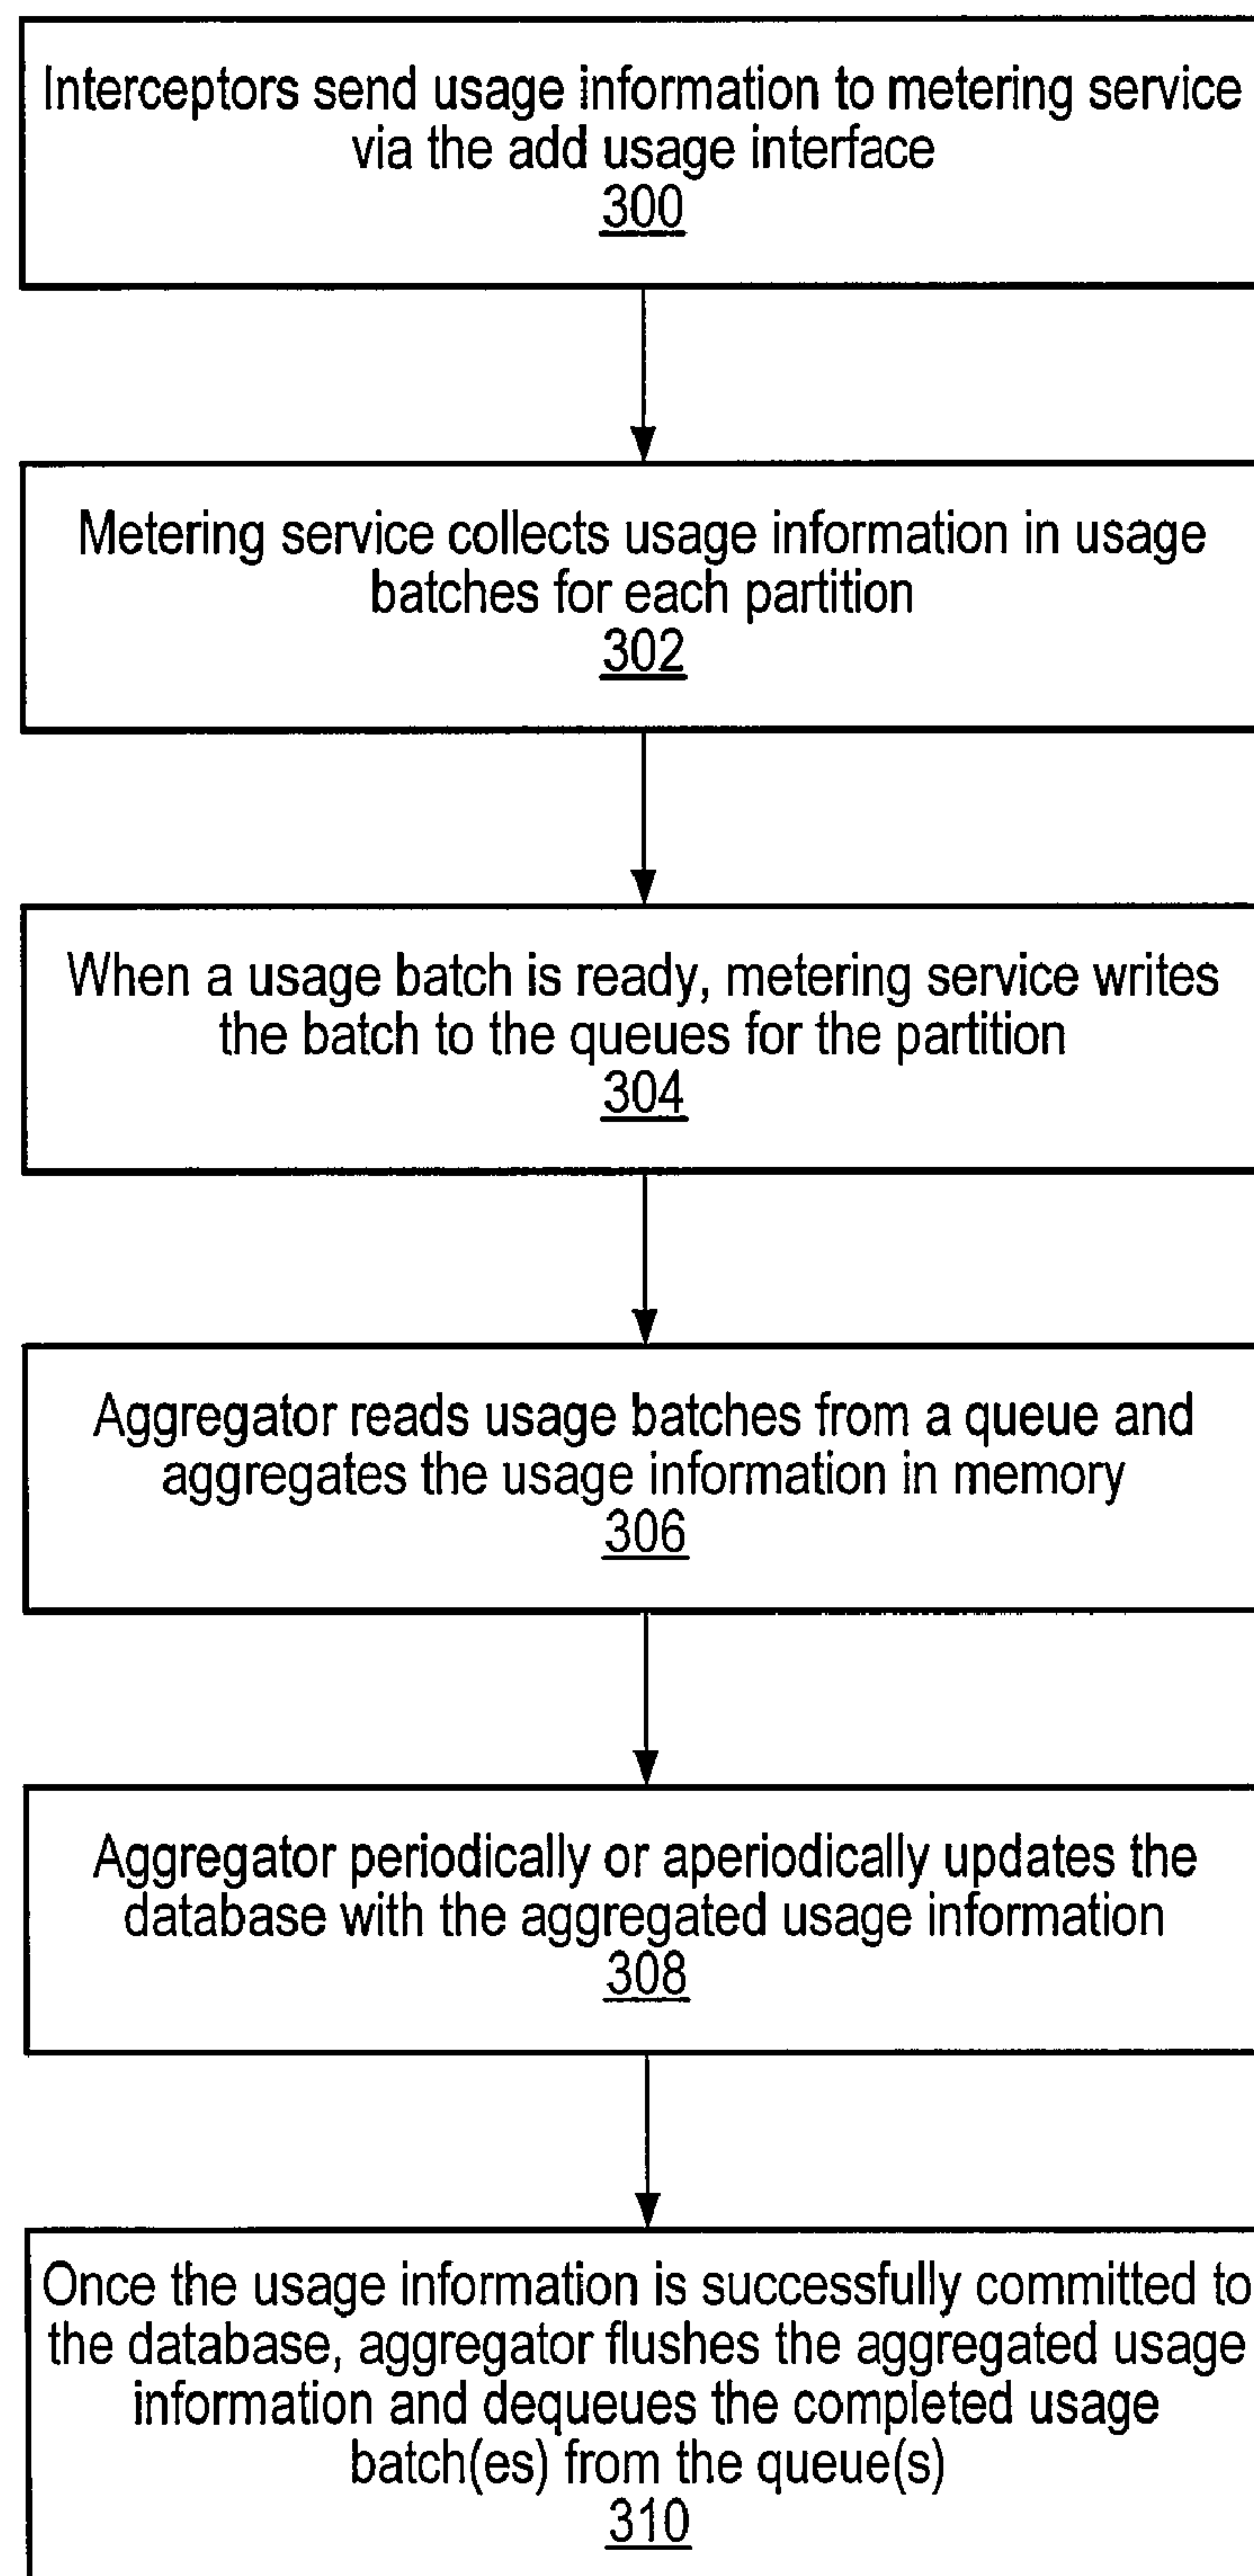 Interceptors send usage information to metering service
via the add usage interface
300
Metering service collects usage information in usage
batches for each partition
302
When a usage batch is ready, metering service writes
the batch to the queues for the partition
304
Aggregator reads usage batches from a queue and
aggregates the usage information in memory
306
Aggregator periodically or aperiodically updates the
database with the aggregated usage information
308
Once the usage information is successfully committed to
the database, aggregator flushes the aggregated usage
information and dequeues the completed usage
batch(es) from the queue(s)
310